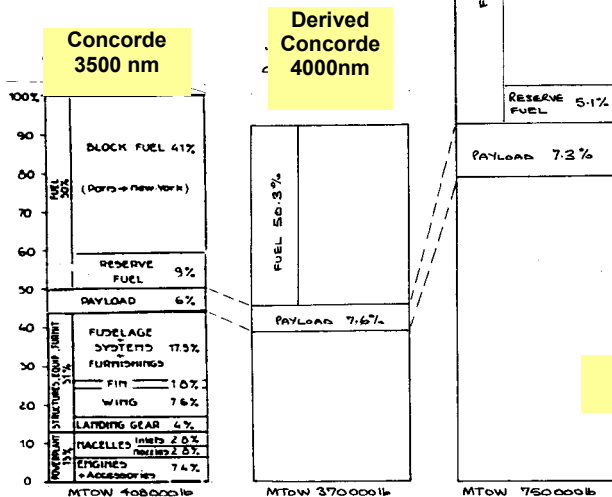 Concorde
3500 nm
Derived
Concorde
4000nm
100%
90
80
70
60
50
40
30
20
10
0
FUEL
50%
BLOCK FUEL 41%
(Paris → New-York)
RESERVE
FUEL 9%
PAYLOAD 6%
STRUCTURES, EQUIP, FURNIT
31%
FUSELAGE
+
SYSTEMS 17.5%
+
FURNISHINGS
FIN 1.8%
WING 7.6%
LANDING GEAR 4%
POWERPLANT
13%
NACELLES
inlets 2.8%
nozzles 2.8%
ENGINES 7.4%
+ Accessories
MTOW 408000lb
FUEL 50.3%
PAYLOAD 7.6%
MTOW 370000lb
RESERVE 5.1%
FUEL
PAYLOAD 7.3%
MTOW 750000lb